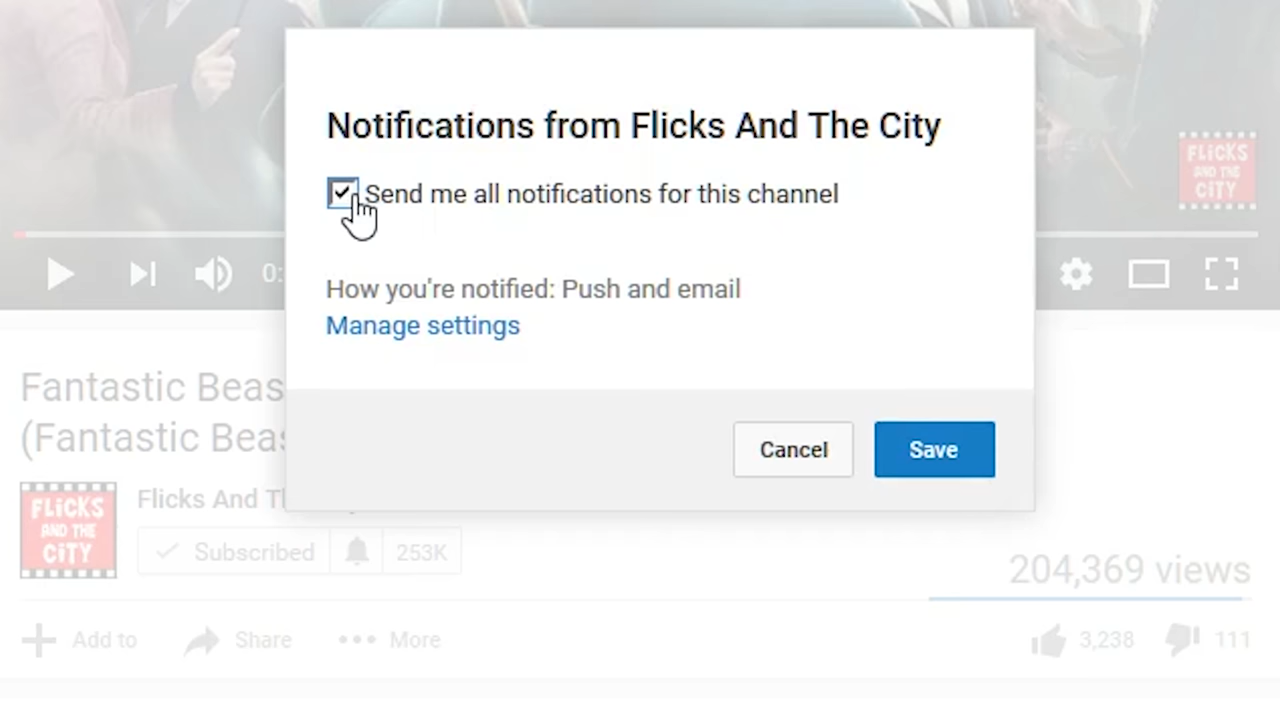 Notifications from Flicks And The City
Send me all notifications for this channel
How you're notified: Push and email
Manage settings
Cancel
Save
FLiCKS
AND THE
CiTY
0:
Fantastic Beas
(Fantastic Beas
FLiCKS
AND THE
CiTY
Flicks And Th
Subscribed
253K
204,369 views
Add to
Share
More
3,238
111